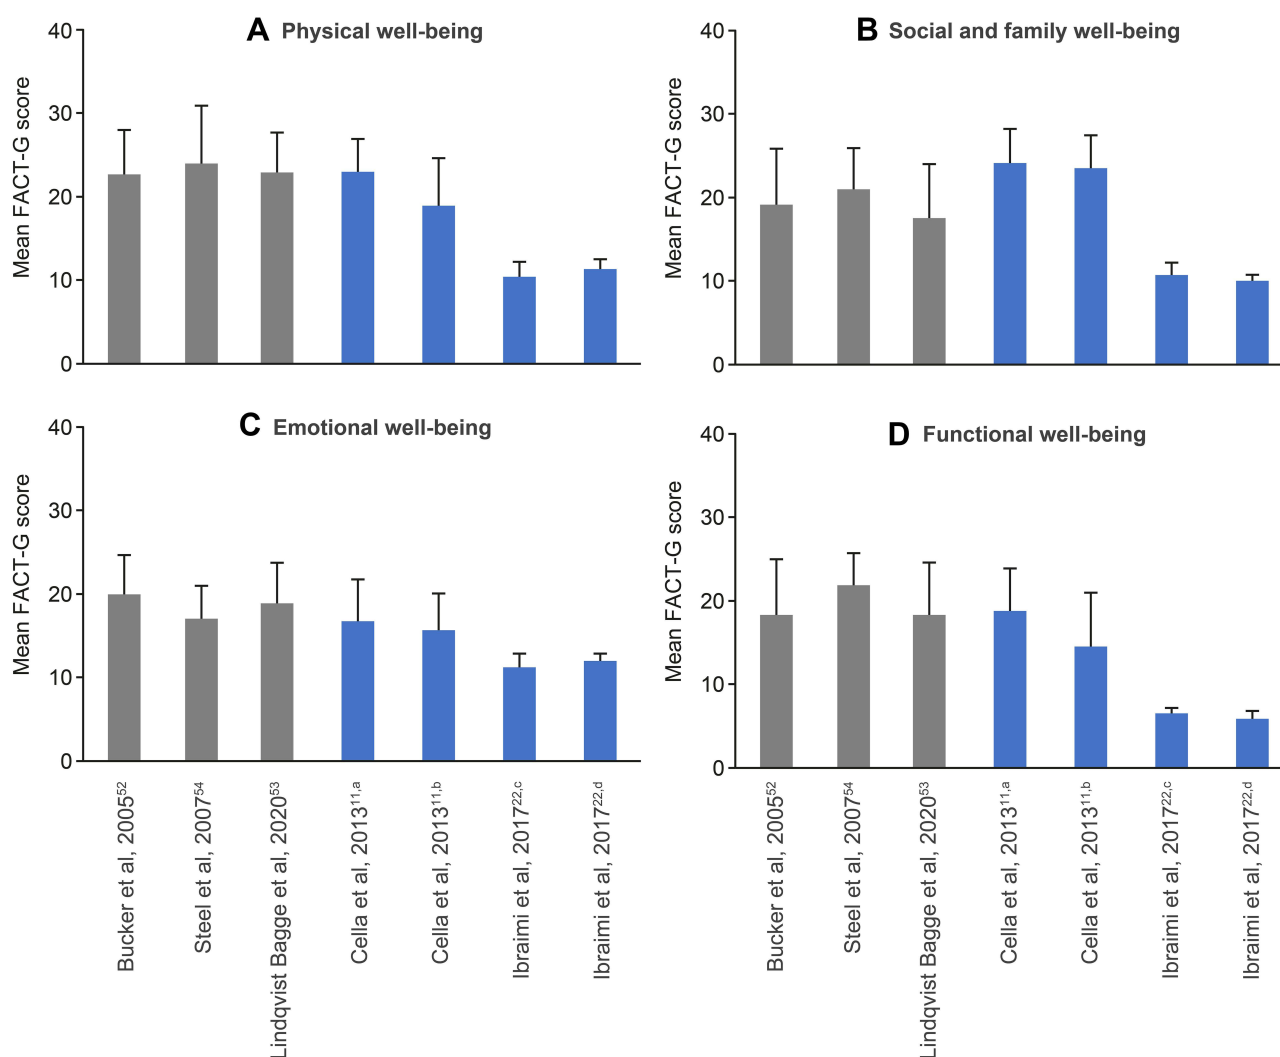 A Physical well-being
Mean FACT-G score
40
30
20
10
0
B Social and family well-being
Mean FACT-G score
40
30
20
10
0
C Emotional well-being
Mean FACT-G score
40
30
20
10
0
Bucker et al, 2005⁵²
Steel et al, 2007⁵⁴
Lindqvist Bagge et al, 2020⁵³
Cella et al, 2013¹¹,ᵃ
Cella et al, 2013¹¹,ᵇ
Ibraimi et al, 2017²²,ᶜ
Ibraimi et al, 2017²²,ᵈ
D Functional well-being
Mean FACT-G score
40
30
20
10
0
Bucker et al, 2005⁵²
Steel et al, 2007⁵⁴
Lindqvist Bagge et al, 2020⁵³
Cella et al, 2013¹¹,ᵃ
Cella et al, 2013¹¹,ᵇ
Ibraimi et al, 2017²²,ᶜ
Ibraimi et al, 2017²²,ᵈ